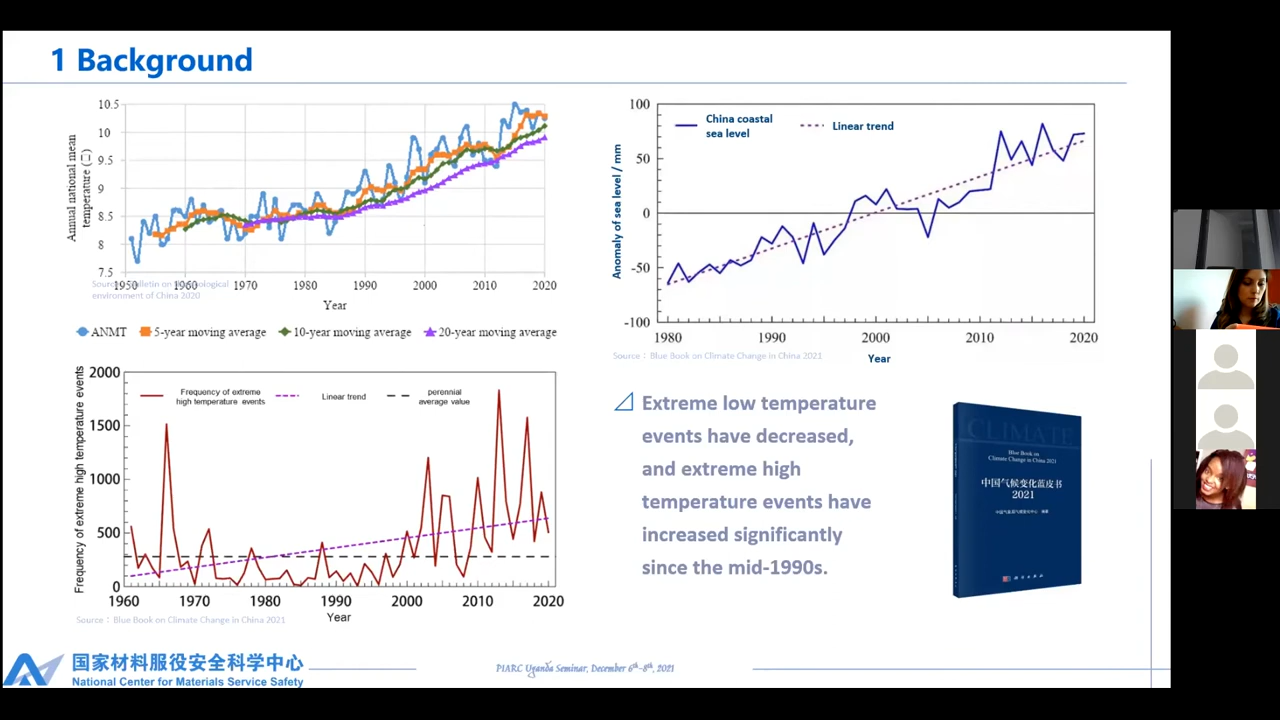 1 Background
10.5
10
9.5
9
8.5
8
7.5
Annual national mean
temperature (□)
1950 1960 1970 1980 1990 2000 2010 2020
Source
environment of China 2020
Year
ANMT 5-year moving average 10-year moving average 20-year moving average
100
50
0
-50
-100
Anomaly of sea level / mm
China coastal
sea level
Linear trend
1980 1990 2000 2010 2020
Source：Blue Book on Climate Change in China 2021
Year
2000
1500
1000
500
0
Frequency of extreme high temperature events
Frequency of extreme
high temperature events
Linear trend
perennial
average value
1960 1970 1980 1990 2000 2010 2020
Year
Source：Blue Book on Climate Change in China 2021
Extreme low temperature
events have decreased,
and extreme high
temperature events have
increased significantly
since the mid-1990s.
CLIMATE
Blue Book on
Climate Change in China 2021
中国气候变化蓝皮书
2021
国家材料服役安全科学中心
National Center for Materials Service Safety
PIARC Uganda Seminar, December 6th-8th, 2021